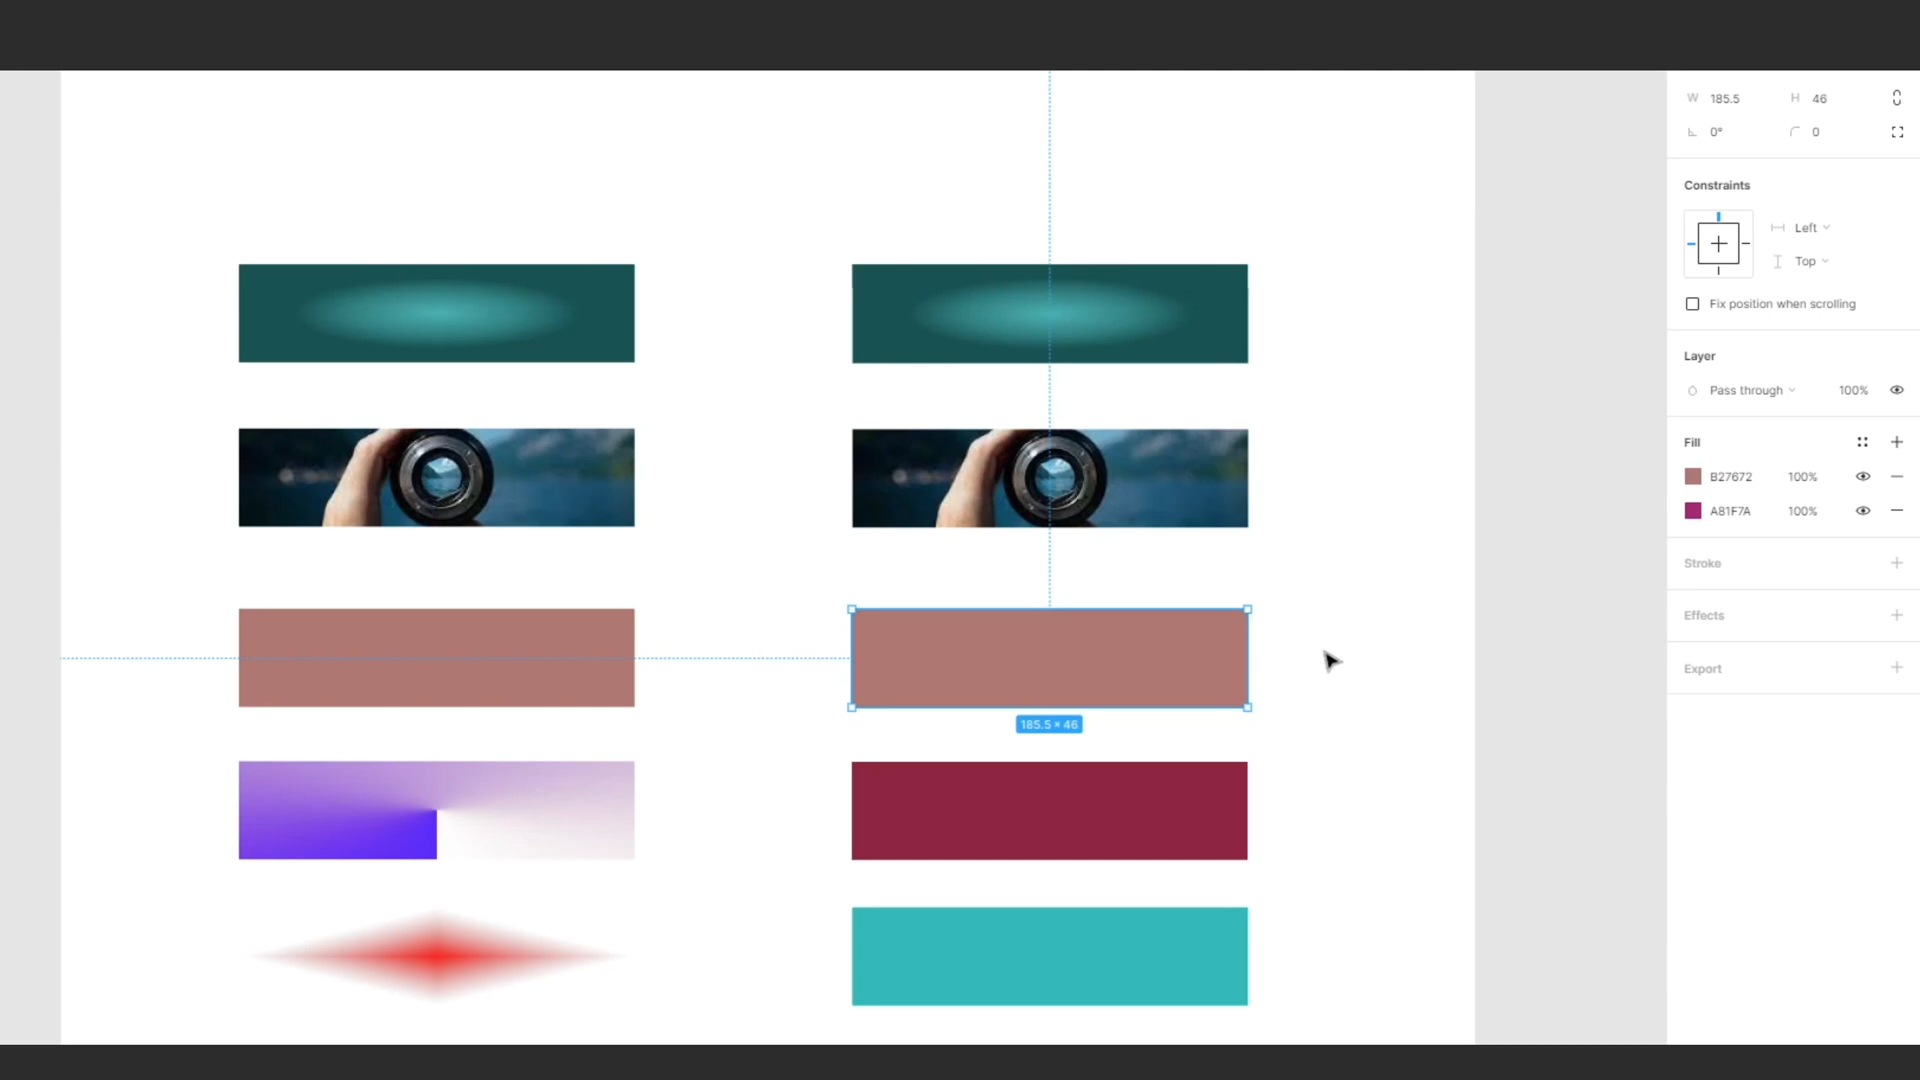 W 185.5 H 46
0° 0
Constraints
Left
Top
Fix position when scrolling
Layer
Pass through 100%
Fill
B27672 100%
A81F7A 100%
Stroke
Effects
Export
185.5 × 46